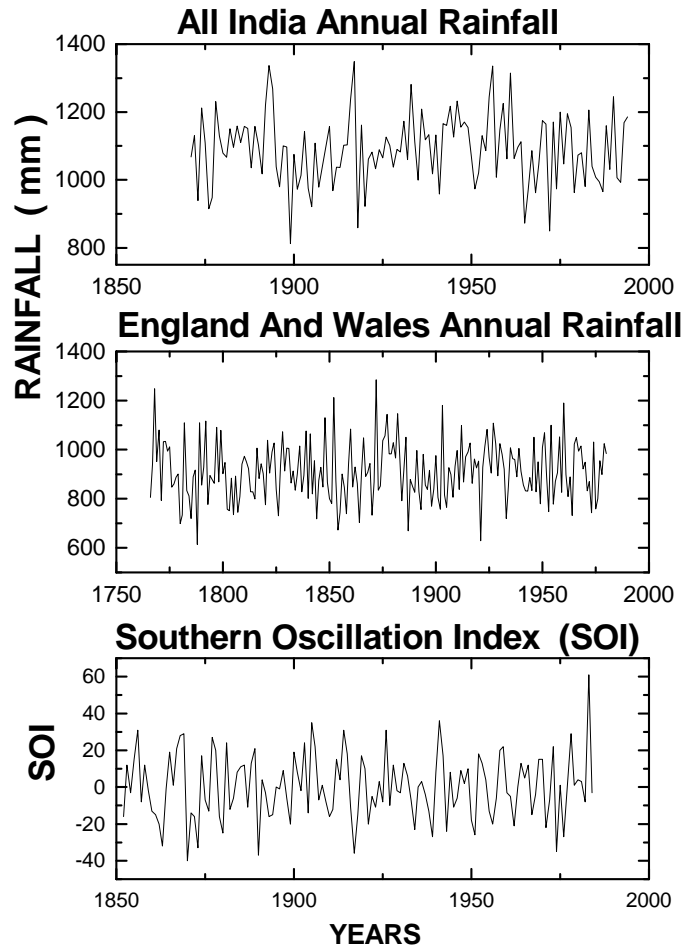 All India Annual Rainfall
1400
1200
1000
800
1850 1900 1950 2000
RAINFALL ( mm )
England And Wales Annual Rainfall
1400
1200
1000
800
600
1750 1800 1850 1900 1950 2000
Southern Oscillation Index (SOI)
60
40
20
0
-20
-40
SOI
1850 1900 1950 2000
YEARS